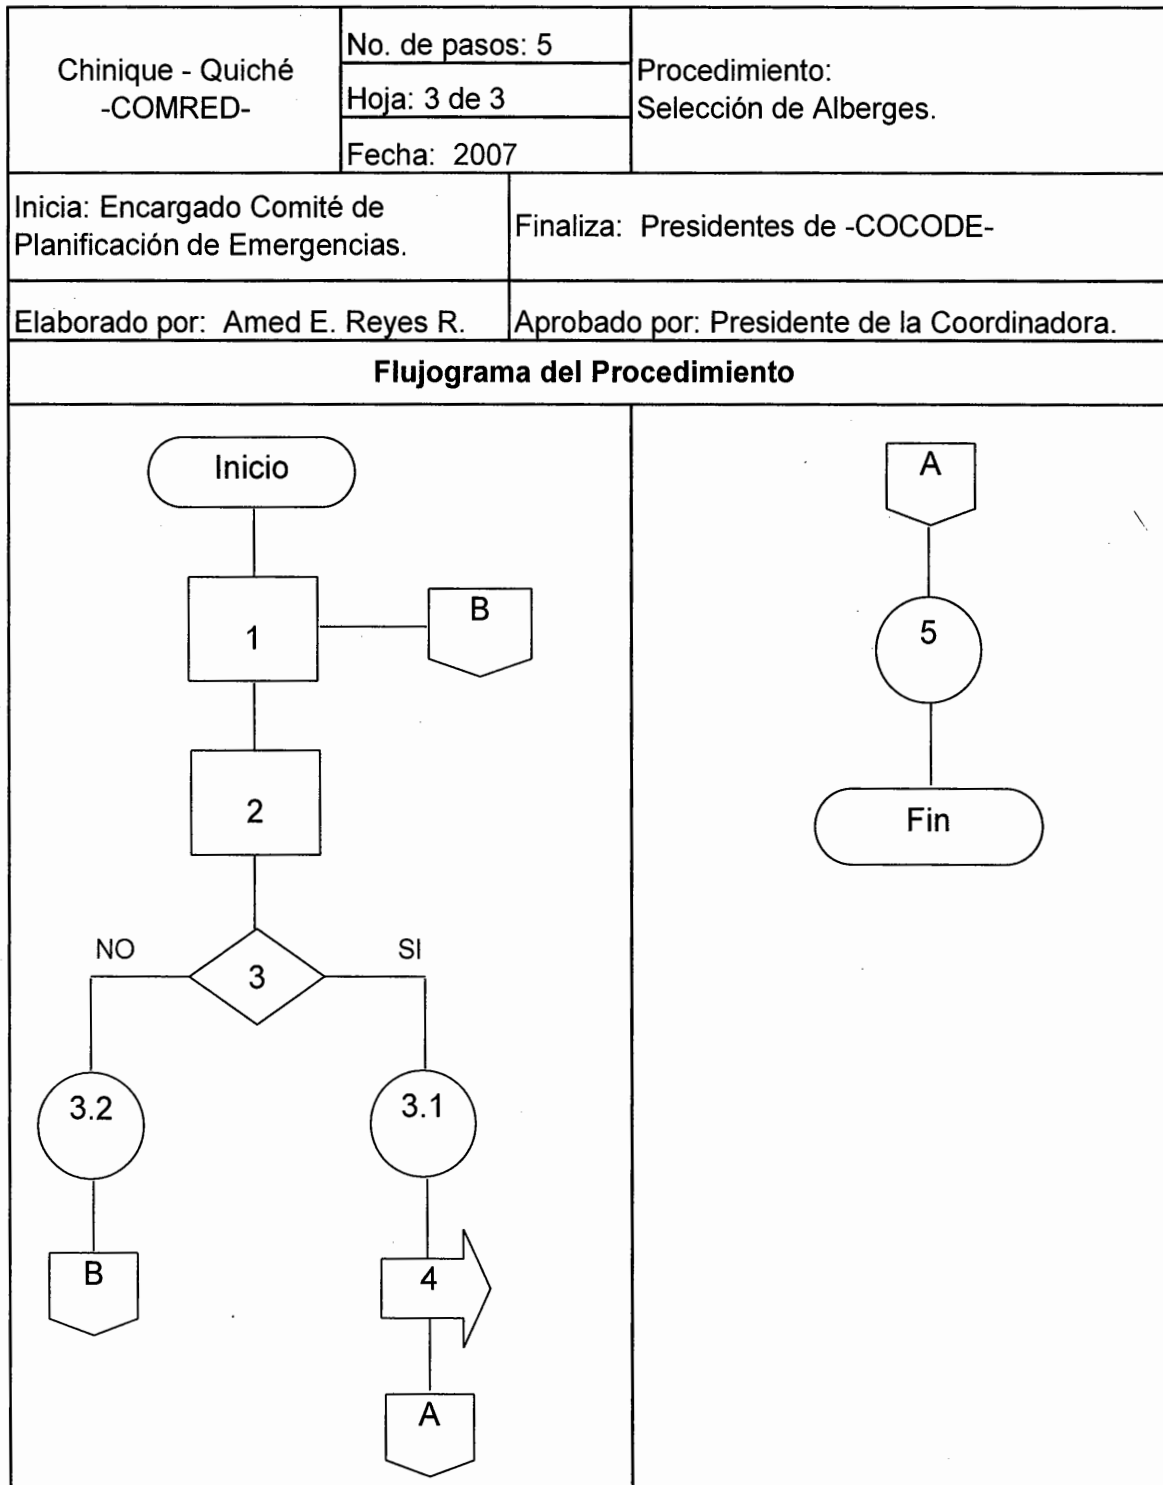 Chinique - Quiché
-COMRED-
No. de pasos: 5
Hoja: 3 de 3
Fecha: 2007
Procedimiento:
Selección de Alberges.
Inicia: Encargado Comité de
Planificación de Emergencias.
Finaliza: Presidentes de -COCODE-
Elaborado por: Amed E. Reyes R.
Aprobado por: Presidente de la Coordinadora.
Flujograma del Procedimiento
Inicio
1
B
2
NO
3
SI
3.2
3.1
B
4
A
A
5
Fin